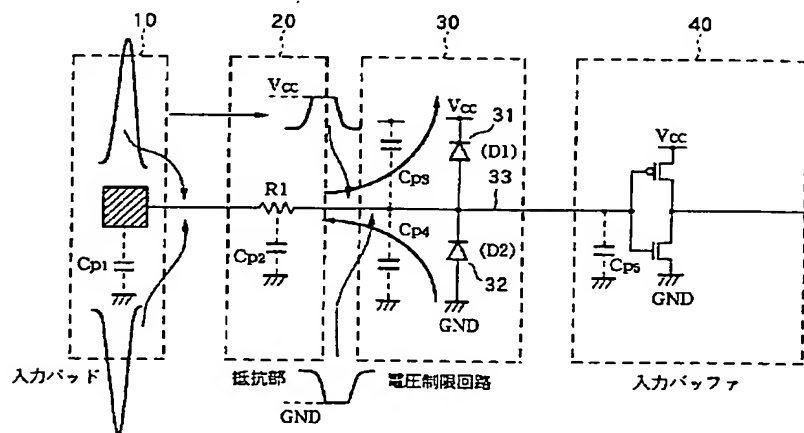 10
20
30
40
Vcc
Vcc
31
(D1)
Vcc
Cp3
33
R1
Cp1
Cp2
Cp4
(D2)
32
Cp5
GND
GND
入力パッド
抵抗部
電圧制限回路
入力バッファ
GND